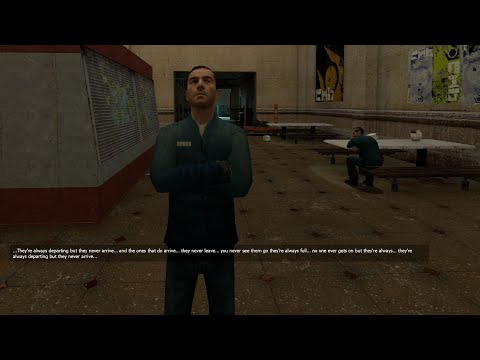 ...They're always departing but they never arrive... and the ones that do arrive... they never leave... you never see them go they're always full... no one ever gets on but they're always... they're
always departing but they never arrive...